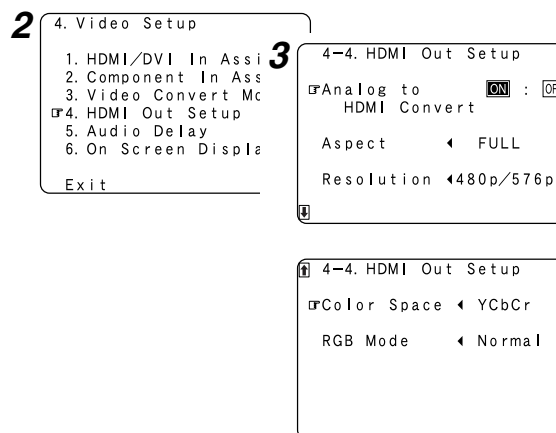 2
4. Video Setup
1. HDMI/DVI In Assi
2. Component In Ass
3. Video Convert Mo
☞4. HDMI Out Setup
5. Audio Delay
6. On Screen Displa
Exit
3
4-4. HDMI Out Setup
☞Analog to ON : OF
HDMI Convert
Aspect ◀ FULL
Resolution ◀480p/576p
4-4. HDMI Out Setup
☞Color Space ◀ YCbCr
RGB Mode ◀ Normal